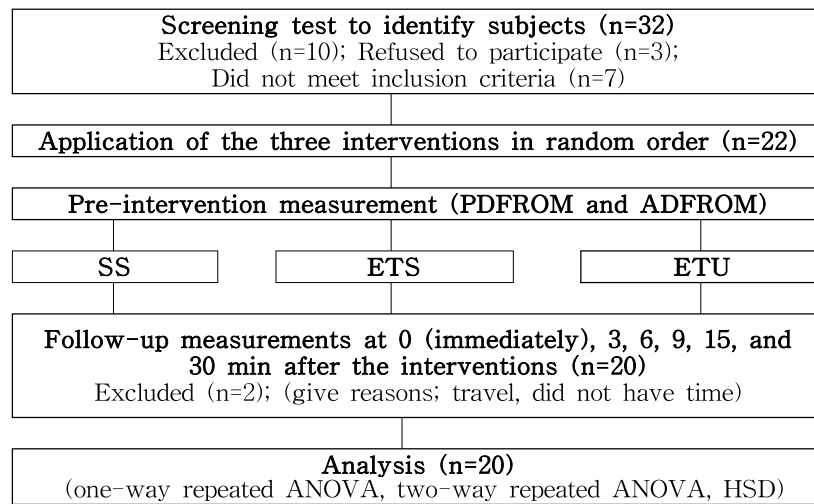 Screening test to identify subjects (n=32)
Excluded (n=10); Refused to participate (n=3);
Did not meet inclusion criteria (n=7)
Application of the three interventions in random order (n=22)
Pre-intervention measurement (PDFROM and ADFROM)
SS
ETS
ETU
Follow-up measurements at 0 (immediately), 3, 6, 9, 15, and
30 min after the interventions (n=20)
Excluded (n=2); (give reasons; travel, did not have time)
Analysis (n=20)
(one-way repeated ANOVA, two-way repeated ANOVA, HSD)